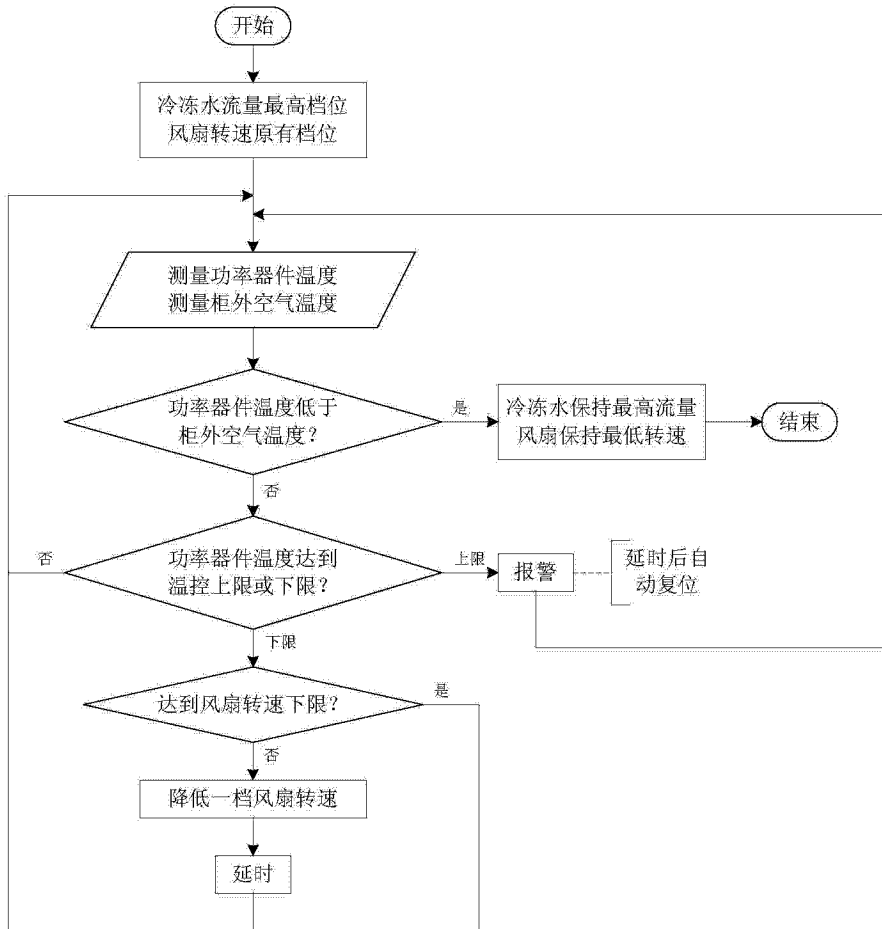 开始
冷冻水流量最高档位
风扇转速原有档位
测量功率器件温度
测量柜外空气温度
功率器件温度低于
柜外空气温度？
是
冷冻水保持最高流量
风扇保持最低转速
结束
否
功率器件温度达到
温控上限或下限？
否
上限
报警
延时后自
动复位
下限
达到风扇转速下限？
是
否
降低一档风扇转速
延时